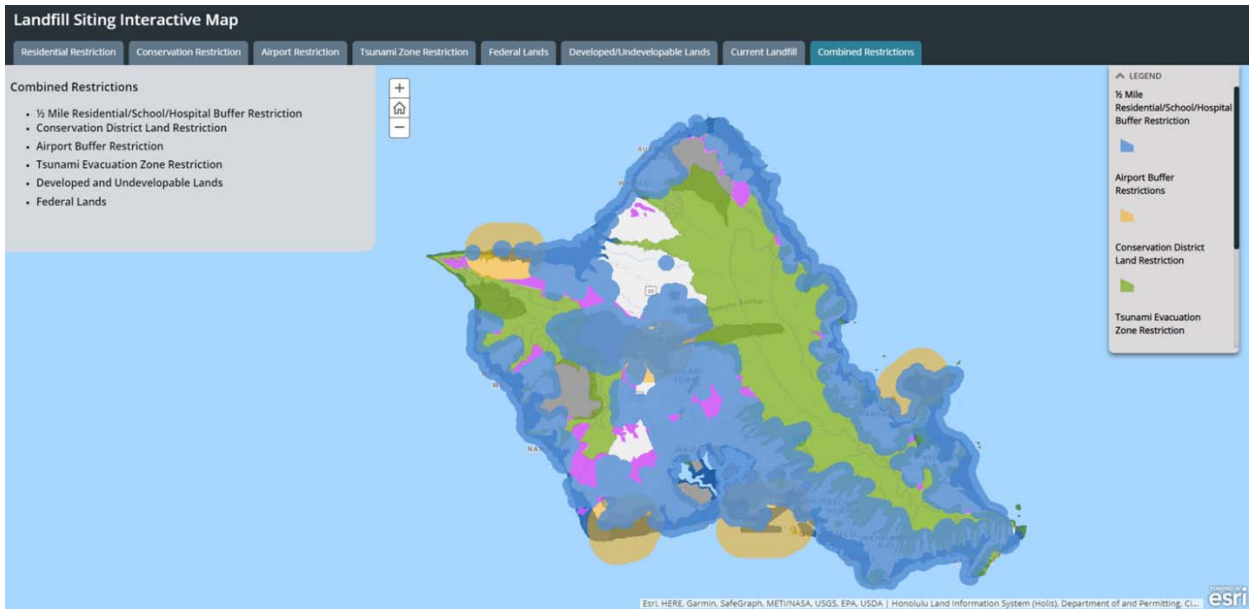 Landfill Siting Interactive Map
Residential Restriction
Conservation Restriction
Airport Restriction
Tsunami Zone Restriction
Federal Lands
Developed/Undevelopable Lands
Current Landfill
Combined Restrictions
Combined Restrictions
• ½ Mile Residential/School/Hospital Buffer Restriction
• Conservation District Land Restriction
• Airport Buffer Restriction
• Tsunami Evacuation Zone Restriction
• Developed and Undevelopable Lands
• Federal Lands
+
−
LEGEND
½ Mile
Residential/School/Hospital
Buffer Restriction
Airport Buffer
Restrictions
Conservation District
Land Restriction
Tsunami Evacuation
Zone Restriction
TOWN
Esri, HERE, Garmin, SafeGraph, METI/NASA, USGS, EPA, USDA | Honolulu Land Information System (Holis), Department of and Permitting, Ci...
POWERED BY
esri